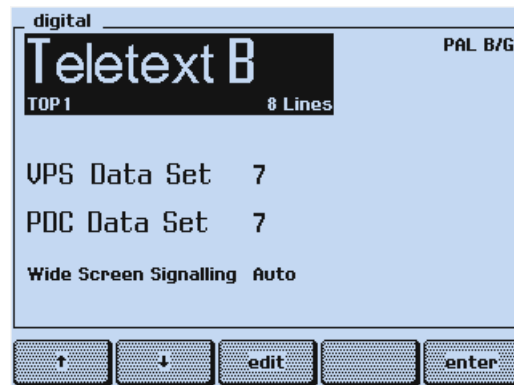 digital
PAL B/G
Teletext B
TOP1 8 Lines
VPS Data Set 7
PDC Data Set 7
Wide Screen Signalling Auto
↑ ↓ edit enter